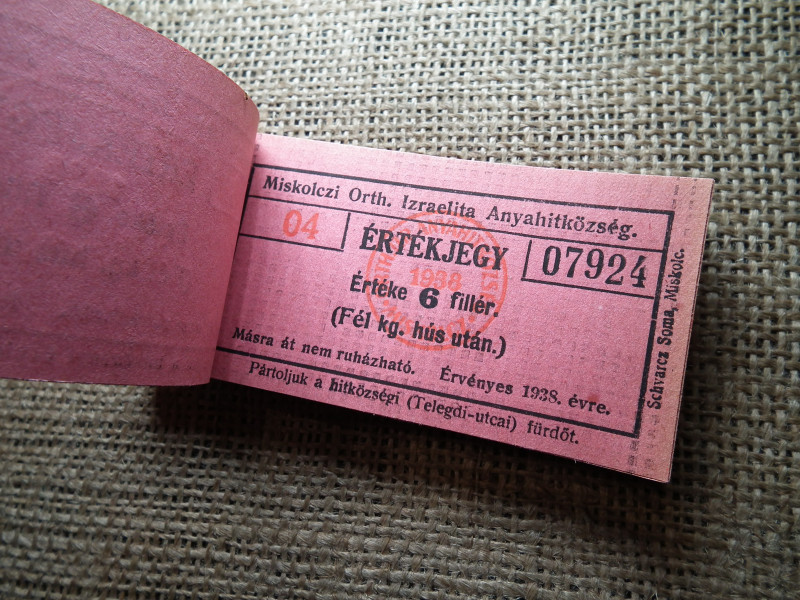 Miskolczi Orth. Izraelita Anyahitközség.
04
ÉRTÉKJEGY
07924
1938
Értéke 6 fillér.
(Fél kg. hús után.)
Másra át nem ruházható. Érvényes 1938. évre.
Pártoljuk a hitközségi (Telegdi-utcai) fürdőt.
Schvarcz Soma, Miskolc.